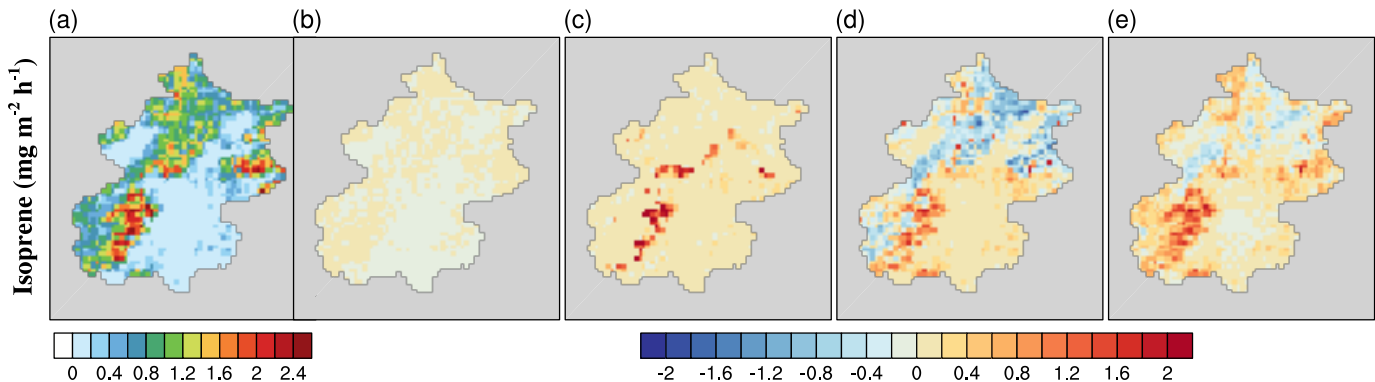 (a) (b) (c) (d) (e)
Isoprene (mg m⁻² h⁻¹)
0 0.4 0.8 1.2 1.6 2 2.4
-2 -1.6 -1.2 -0.8 -0.4 0 0.4 0.8 1.2 1.6 2